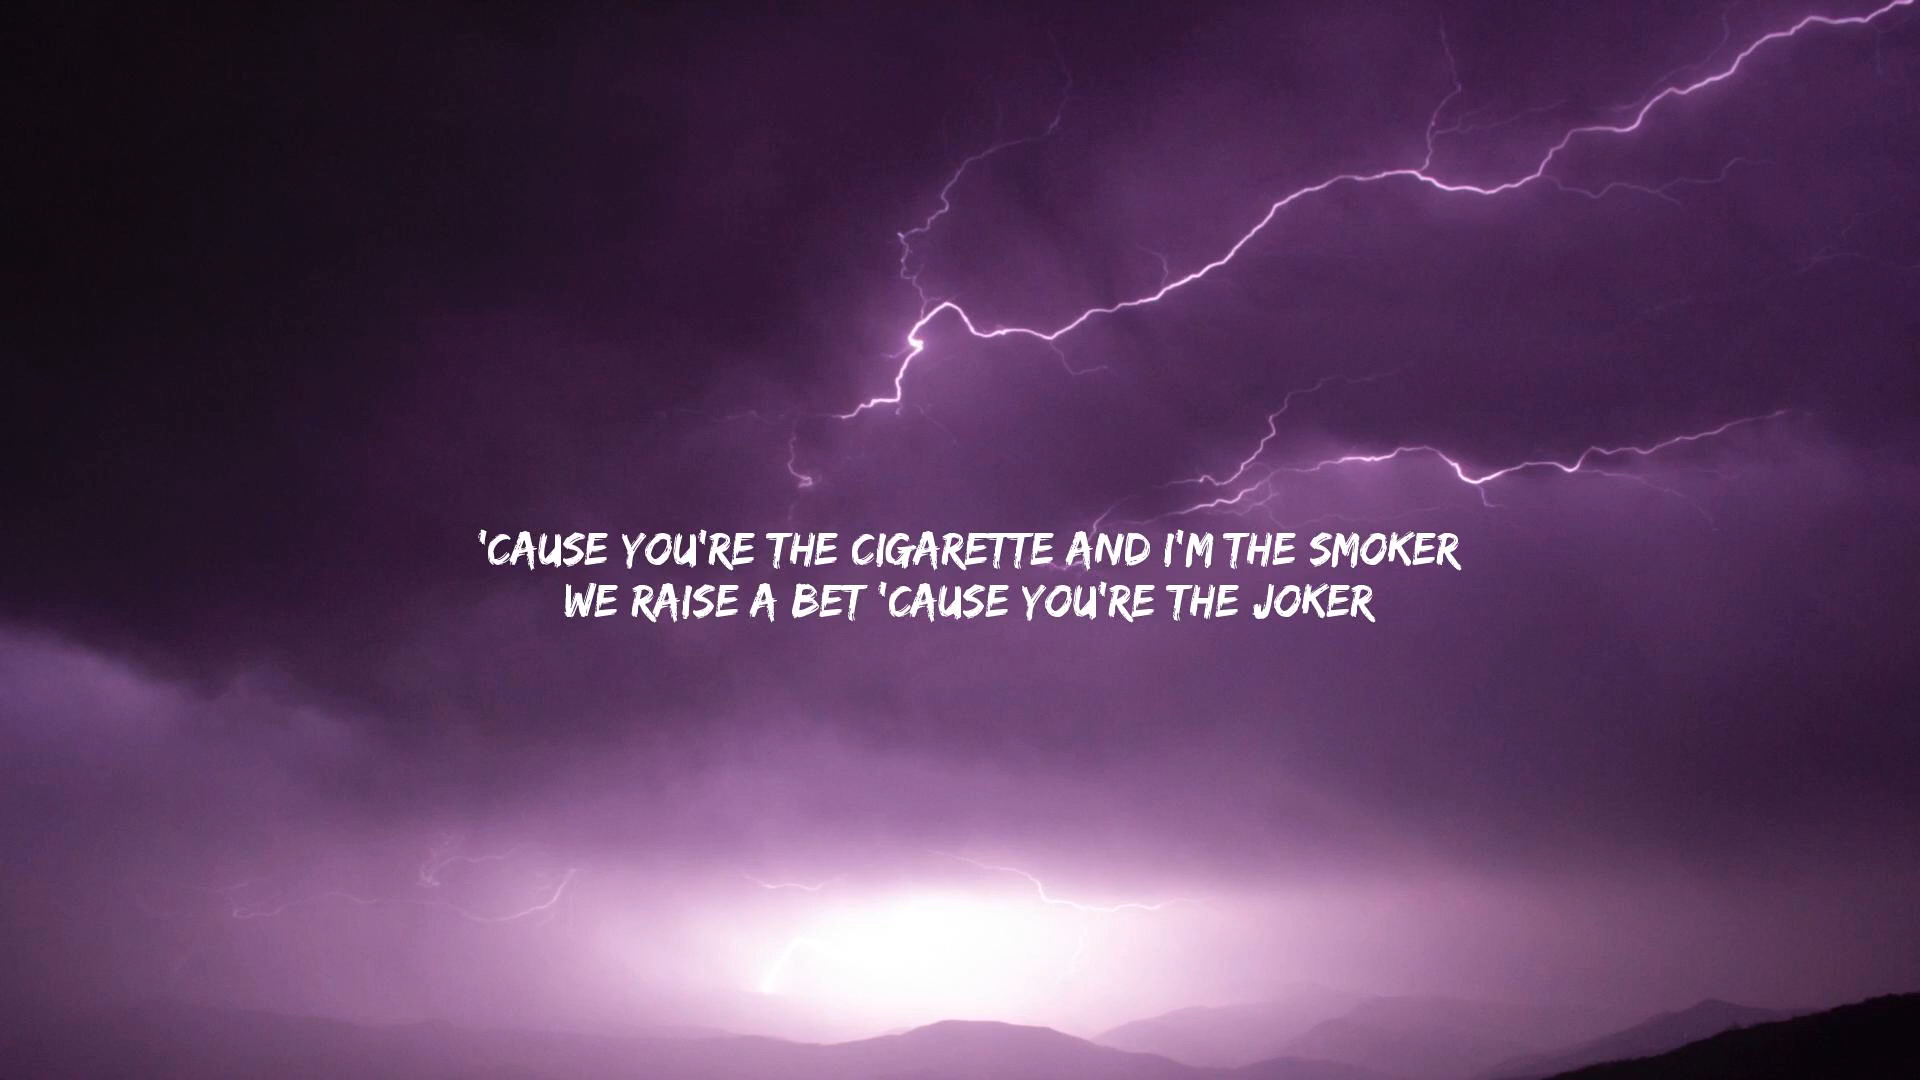 'CAUSE YOU'RE THE CIGARETTE AND I'M THE SMOKER
WE RAISE A BET 'CAUSE YOU'RE THE JOKER